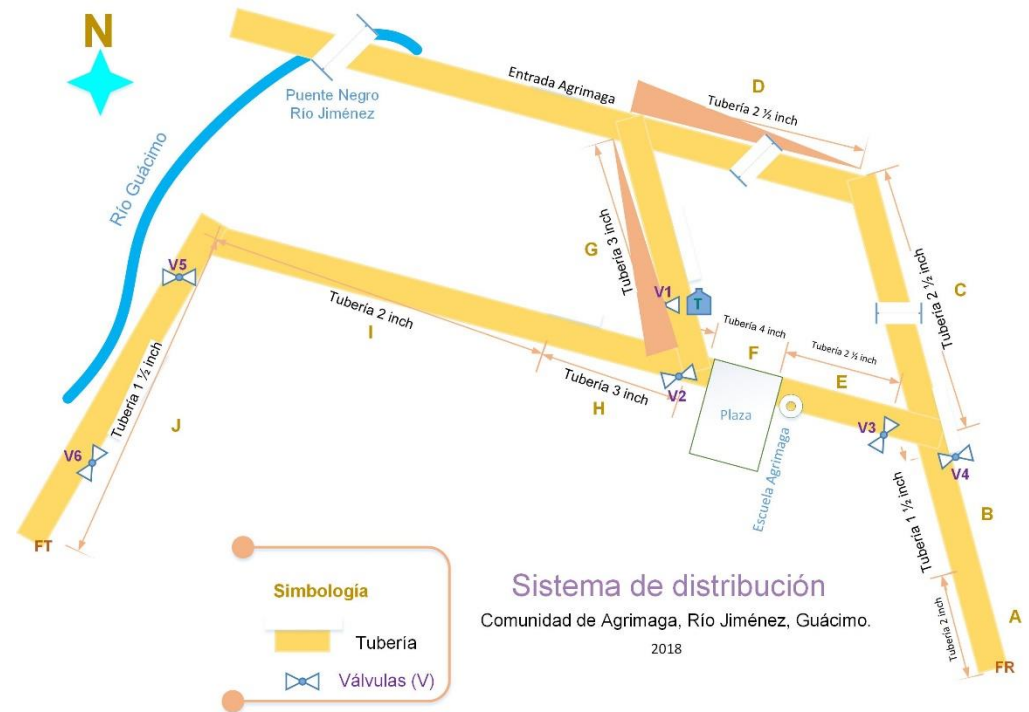 N
Entrada Agrimaga
D
Tubería 2 ½ inch
Puente Negro
Río Jiménez
Río Guácimo
G
Tubería 3 inch
C
Tubería 2 ½ inch
V5
V1
T
Tubería 2 inch
I
Tubería 4 inch
F
Tubería 2 ½ inch
E
Tubería 3 inch
H
V2
Plaza
Escuela Agrimaga
V3
V4
Tubería 1 ½ inch
J
V6
FT
Tubería 1 ½ inch
B
Tubería 2 inch
A
FR
Simbología
Tubería
Válvulas (V)
Sistema de distribución
Comunidad de Agrimaga, Río Jiménez, Guácimo.
2018